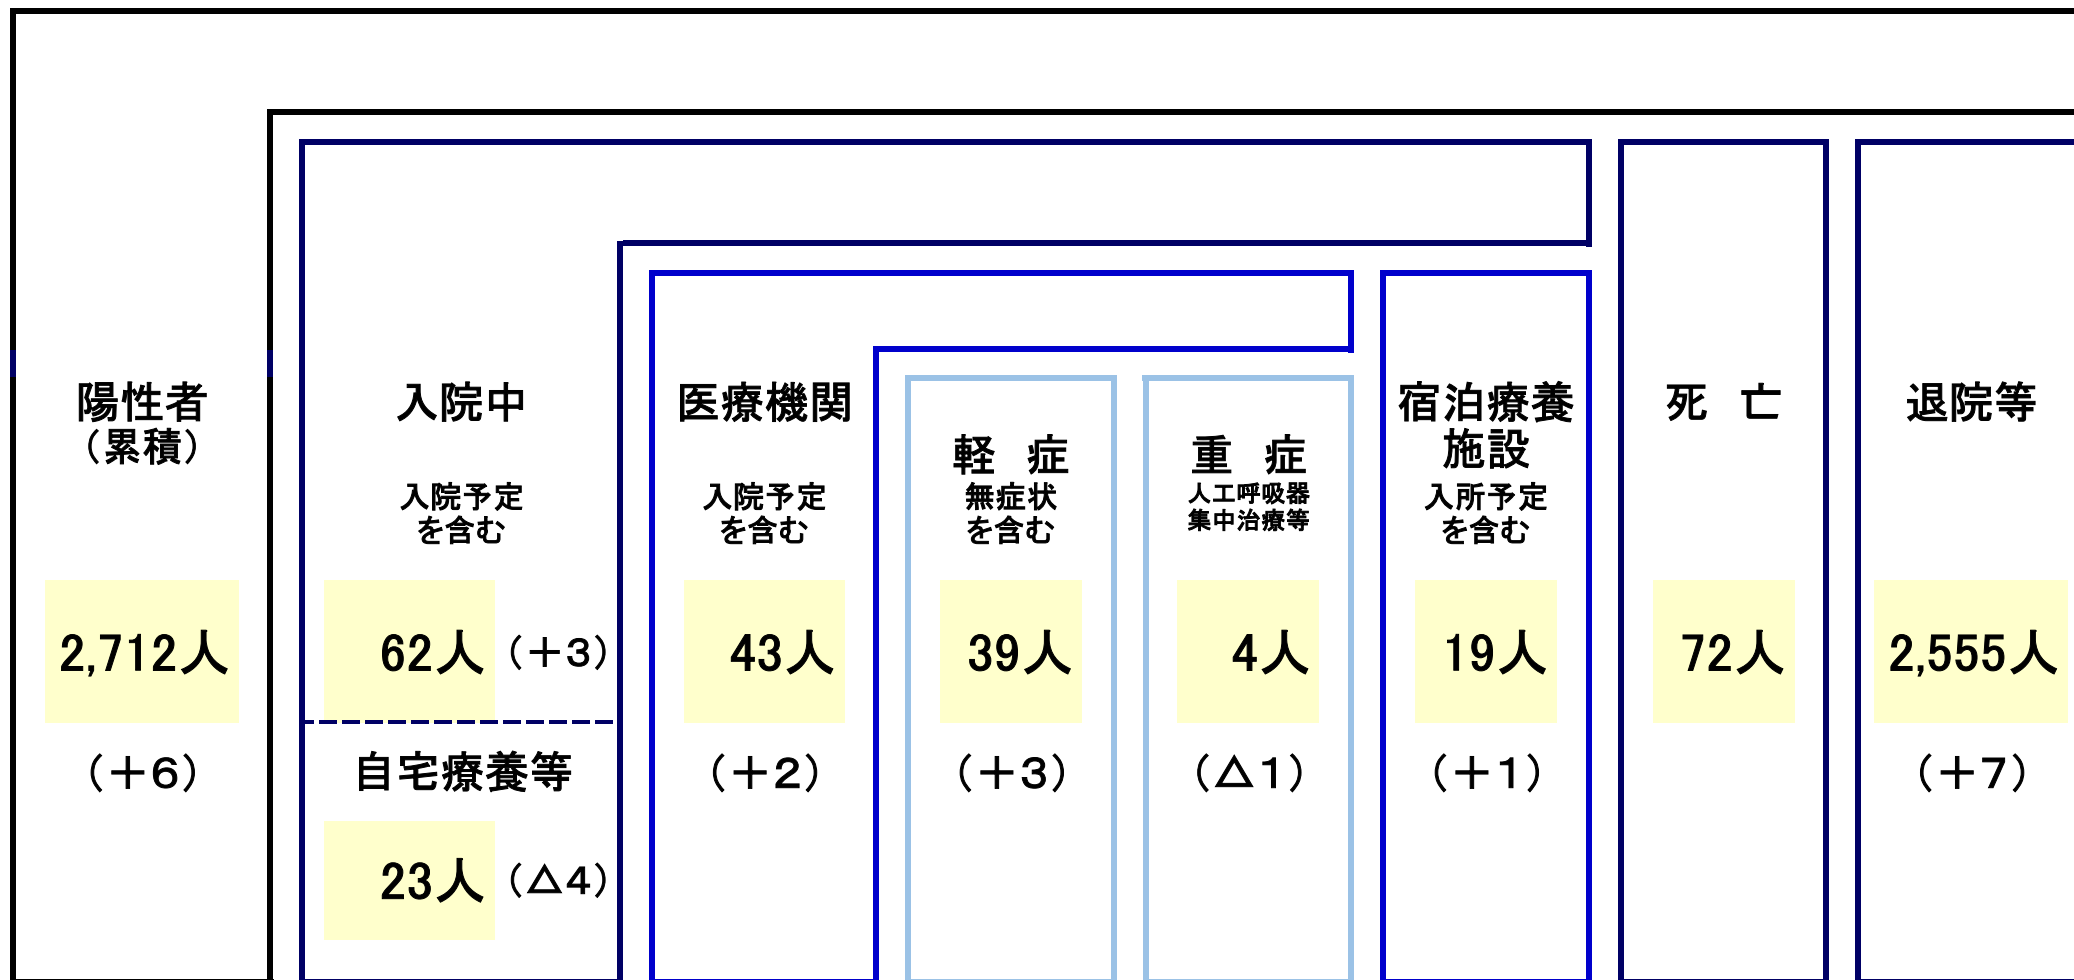 陽性者
（累積）
2,712人
（＋6）
入院中
入院予定
を含む
62人（＋3）
自宅療養等
23人（△4）
医療機関
入院予定
を含む
43人
（＋2）
軽　症
無症状
を含む
39人
（＋3）
重　症
人工呼吸器
集中治療等
4人
（△1）
宿泊療養
施設
入所予定
を含む
19人
（＋1）
死　亡
72人
退院等
2,555人
（＋7）